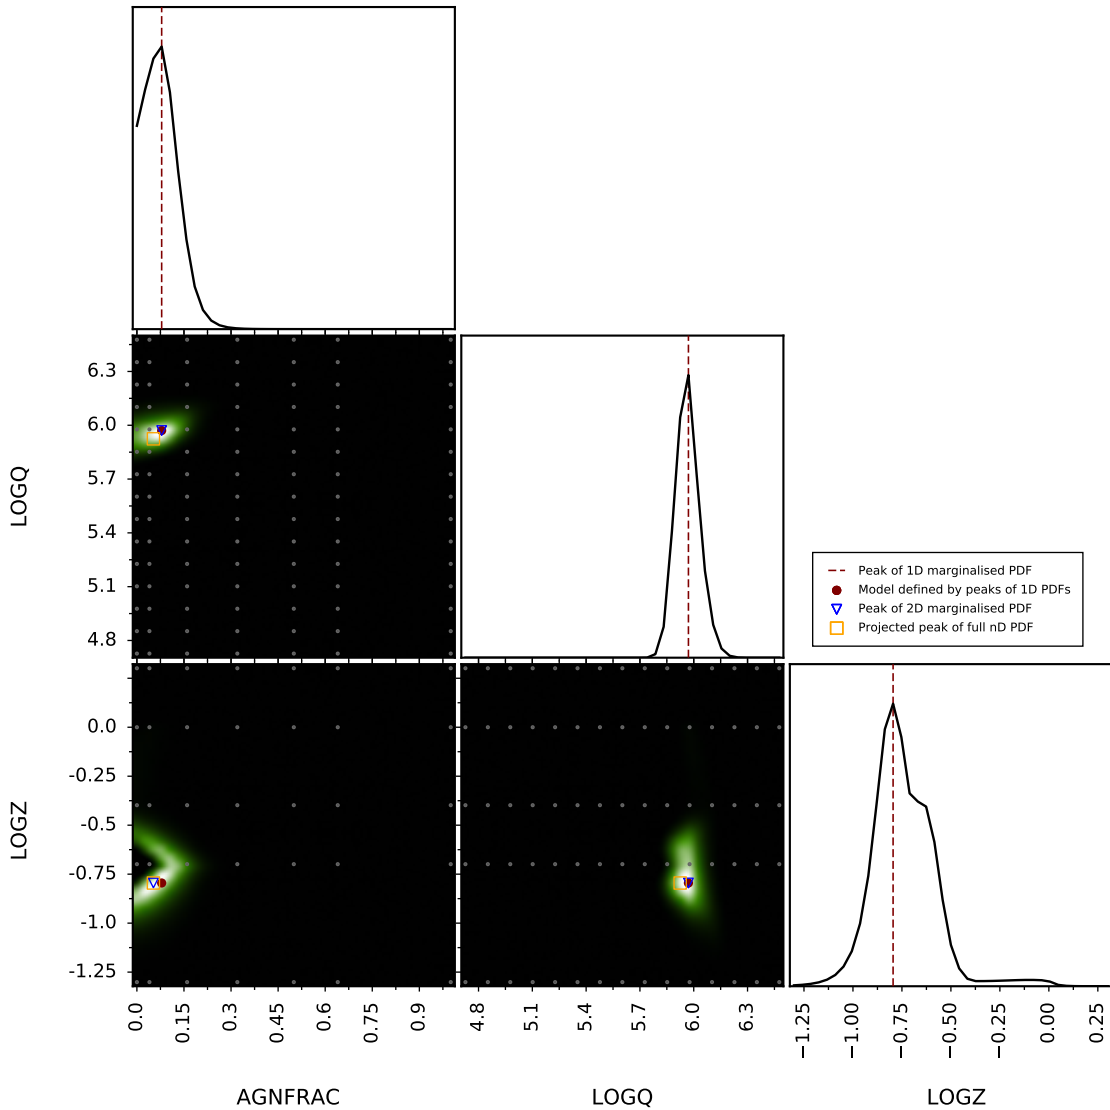 6.3
6.0
5.7
5.4
5.1
4.8
LOGQ
Peak of 1D marginalised PDF
Model defined by peaks of 1D PDFs
Peak of 2D marginalised PDF
Projected peak of full nD PDF
0.0
-0.25
-0.5
-0.75
-1.0
-1.25
LOGZ
0.0 0.15 0.3 0.45 0.6 0.75 0.9
4.8 5.1 5.4 5.7 6.0 6.3
−1.25 −1.00 −0.75 −0.50 −0.25 0.00 0.25
AGNFRAC LOGQ LOGZ